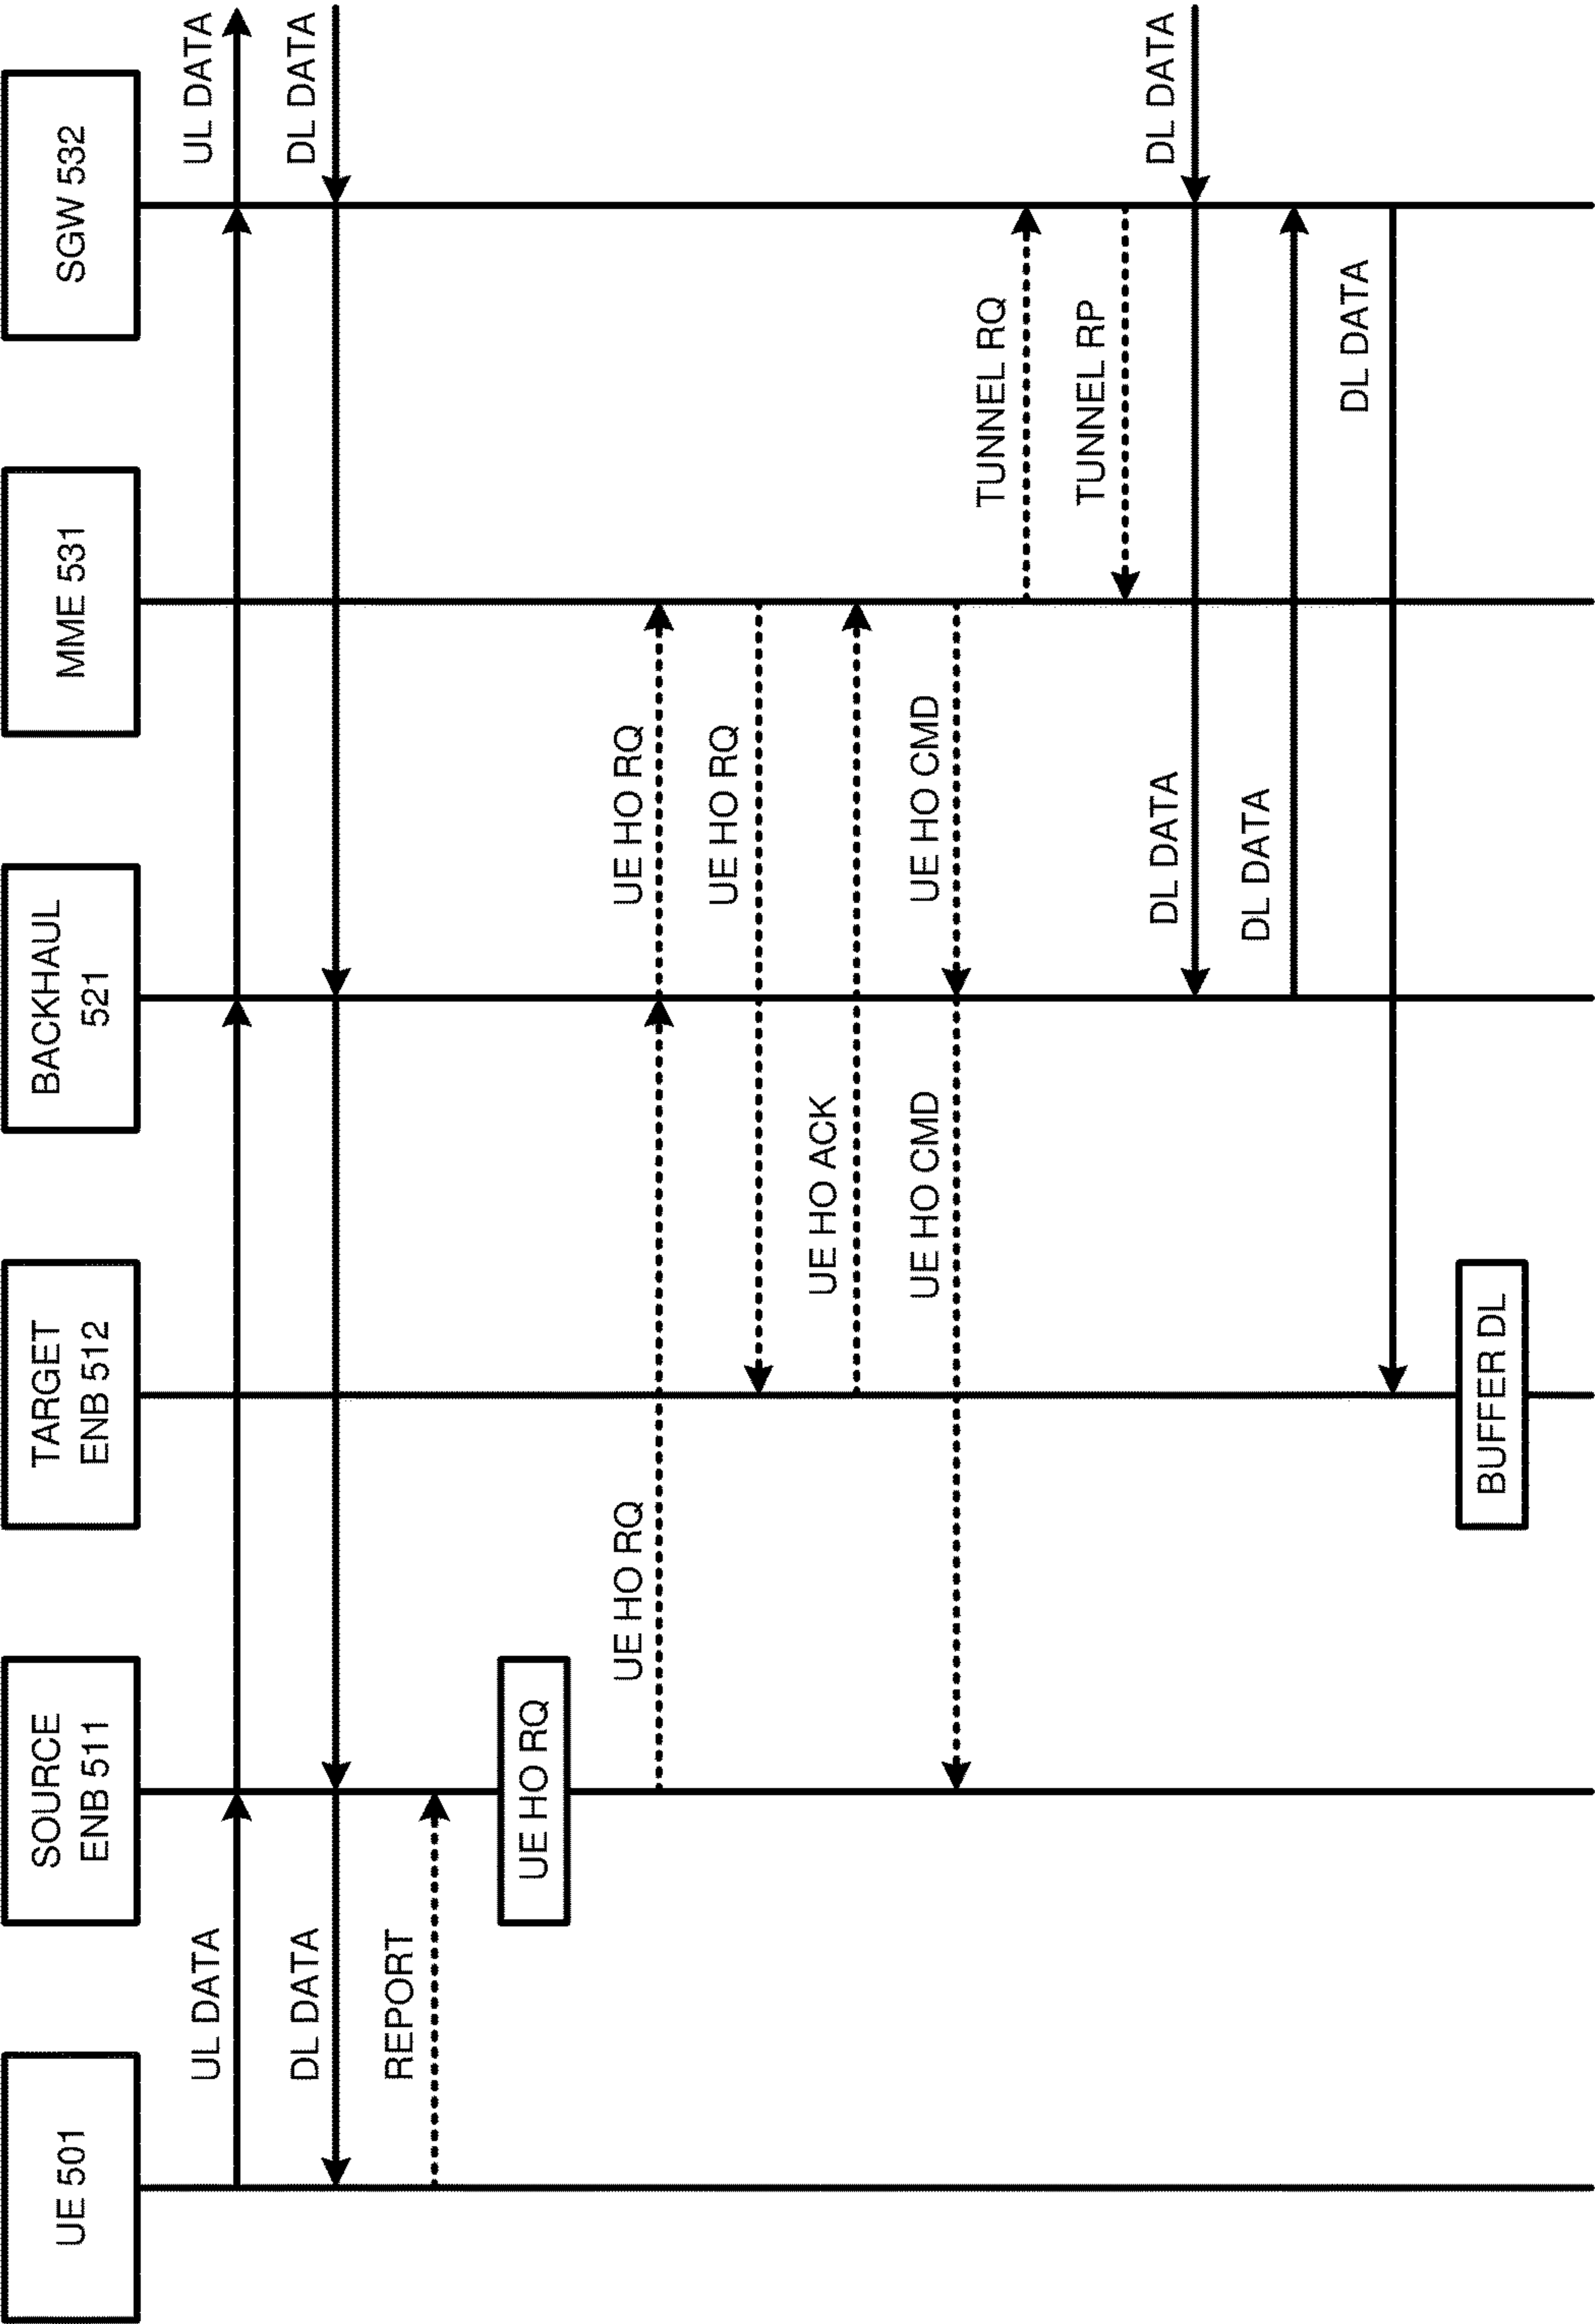 UE 501
SOURCE
ENB 511
TARGET
ENB 512
BACKHAUL
521
MME 531
SGW 532
UL DATA
UL DATA
DL DATA
DL DATA
REPORT
UE HO RQ
UE HO RQ
UE HO RQ
UE HO RQ
UE HO ACK
UE HO CMD
UE HO CMD
TUNNEL RQ
TUNNEL RP
DL DATA
DL DATA
DL DATA
DL DATA
BUFFER DL